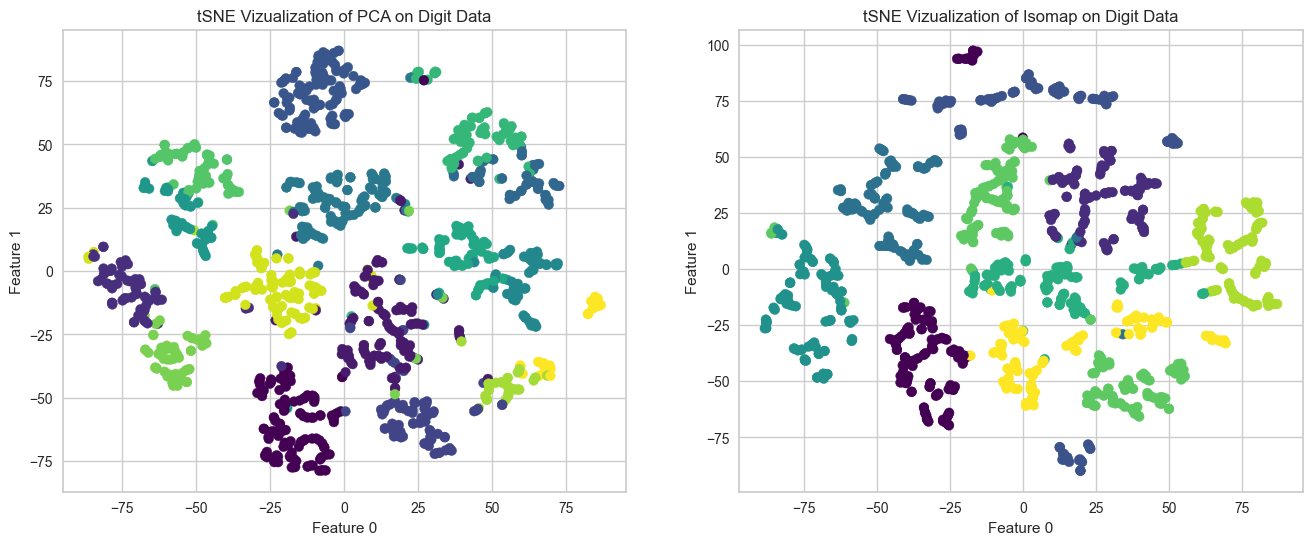 tSNE Vizualization of PCA on Digit Data
75
50
25
0
−25
−50
−75
Feature 1
−75 −50 −25 0 25 50 75
Feature 0
tSNE Vizualization of Isomap on Digit Data
100
75
50
25
0
−25
−50
−75
Feature 1
−75 −50 −25 0 25 50 75
Feature 0